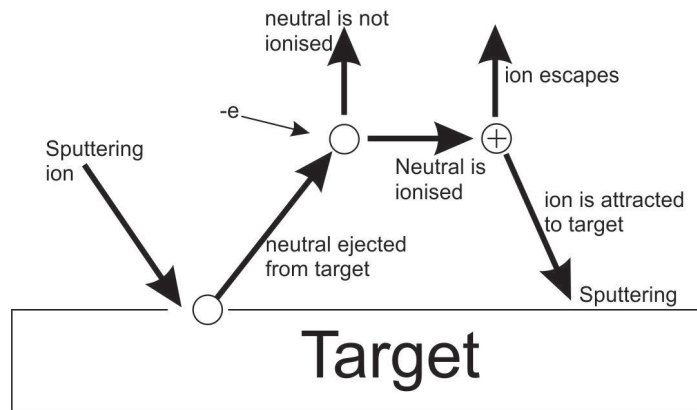 neutral is not
ionised
ion escapes
-e
Sputtering
ion
Neutral is
ionised
ion is attracted
to target
neutral ejected
from target
Sputtering
Target